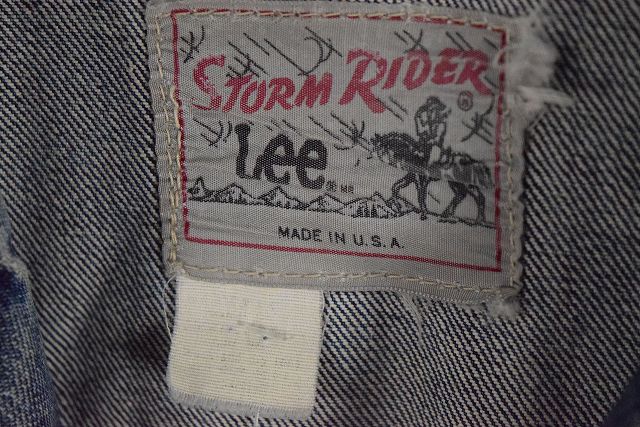 STORM RIDER ®
Lee ® MR
MADE IN U.S.A.